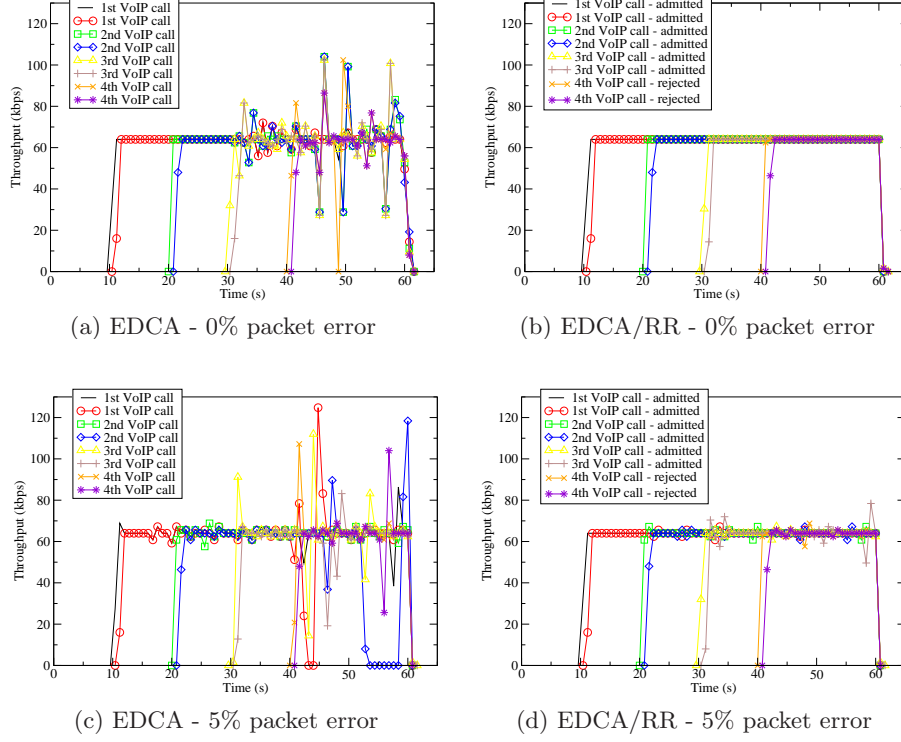 1st VoIP call
1st VoIP call
2nd VoIP call
2nd VoIP call
3rd VoIP call
3rd VoIP call
4th VoIP call
4th VoIP call
Throughput (kbps)
0
20
40
60
80
100
120
0
10
20
30
40
50
60
Time (s)
(a) EDCA - 0% packet error
1st VoIP call - admitted
1st VoIP call - admitted
2nd VoIP call - admitted
2nd VoIP call - admitted
3rd VoIP call - admitted
3rd VoIP call - admitted
4th VoIP call - rejected
4th VoIP call - rejected
Throughput (kbps)
0
20
40
60
80
100
120
0
10
20
30
40
50
60
Time (s)
(b) EDCA/RR - 0% packet error
1st VoIP call
1st VoIP call
2nd VoIP call
2nd VoIP call
3rd VoIP call
3rd VoIP call
4th VoIP call
4th VoIP call
Throughput (kbps)
0
20
40
60
80
100
120
0
10
20
30
40
50
60
Time (s)
(c) EDCA - 5% packet error
1st VoIP call - admitted
1st VoIP call - admitted
2nd VoIP call - admitted
2nd VoIP call - admitted
3rd VoIP call - admitted
3rd VoIP call - admitted
4th VoIP call - rejected
4th VoIP call - rejected
Throughput (kbps)
0
20
40
60
80
100
120
0
10
20
30
40
50
60
Time (s)
(d) EDCA/RR - 5% packet error